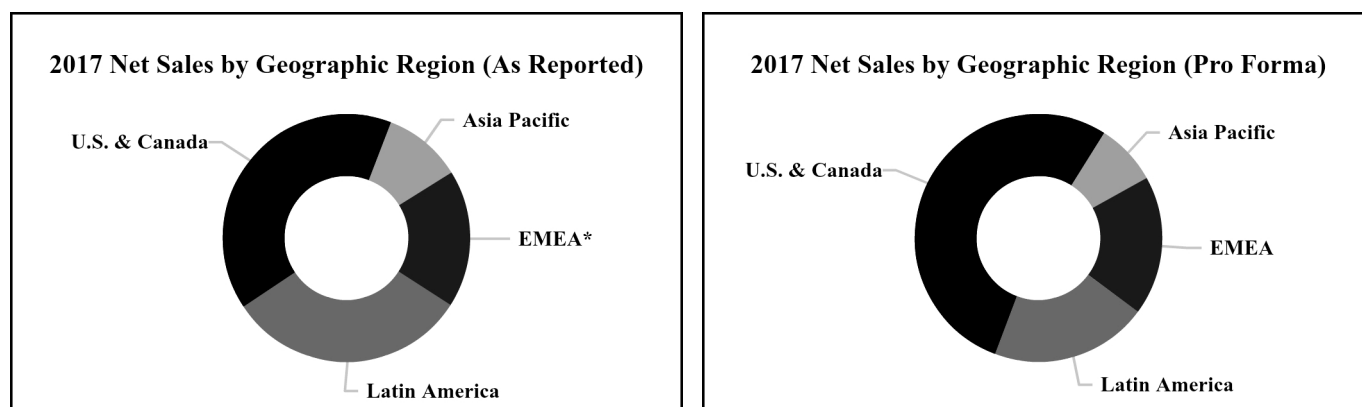 2017 Net Sales by Geographic Region (As Reported)
U.S. & Canada
Asia Pacific
EMEA*
Latin America
2017 Net Sales by Geographic Region (Pro Forma)
U.S. & Canada
Asia Pacific
EMEA
Latin America